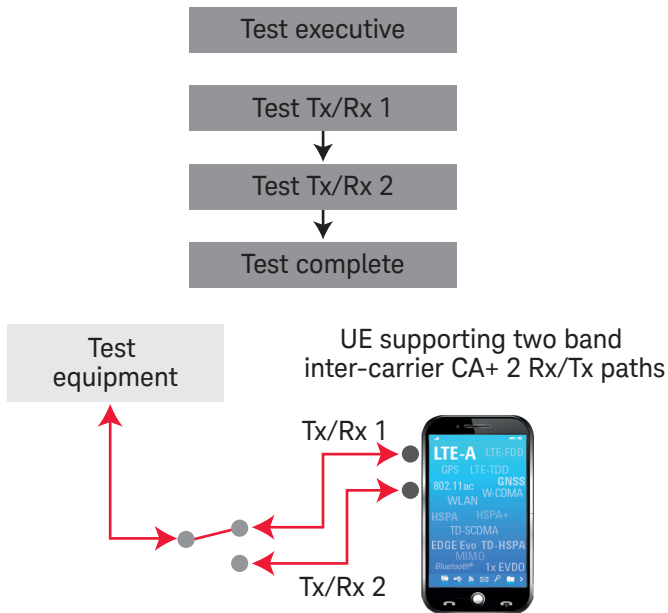 Test executive
Test Tx/Rx 1
Test Tx/Rx 2
Test complete
Test
equipment
UE supporting two band
inter-carrier CA+ 2 Rx/Tx paths
Tx/Rx 1
Tx/Rx 2
LTE-A LTE-FDD
GPS LTE-TDD
802.11ac GNSS
WLAN W-CDMA
HSPA HSPA+
TD-SCDMA
EDGE Evo TD-HSPA
MIMO
Bluetooth® 1x EVDO